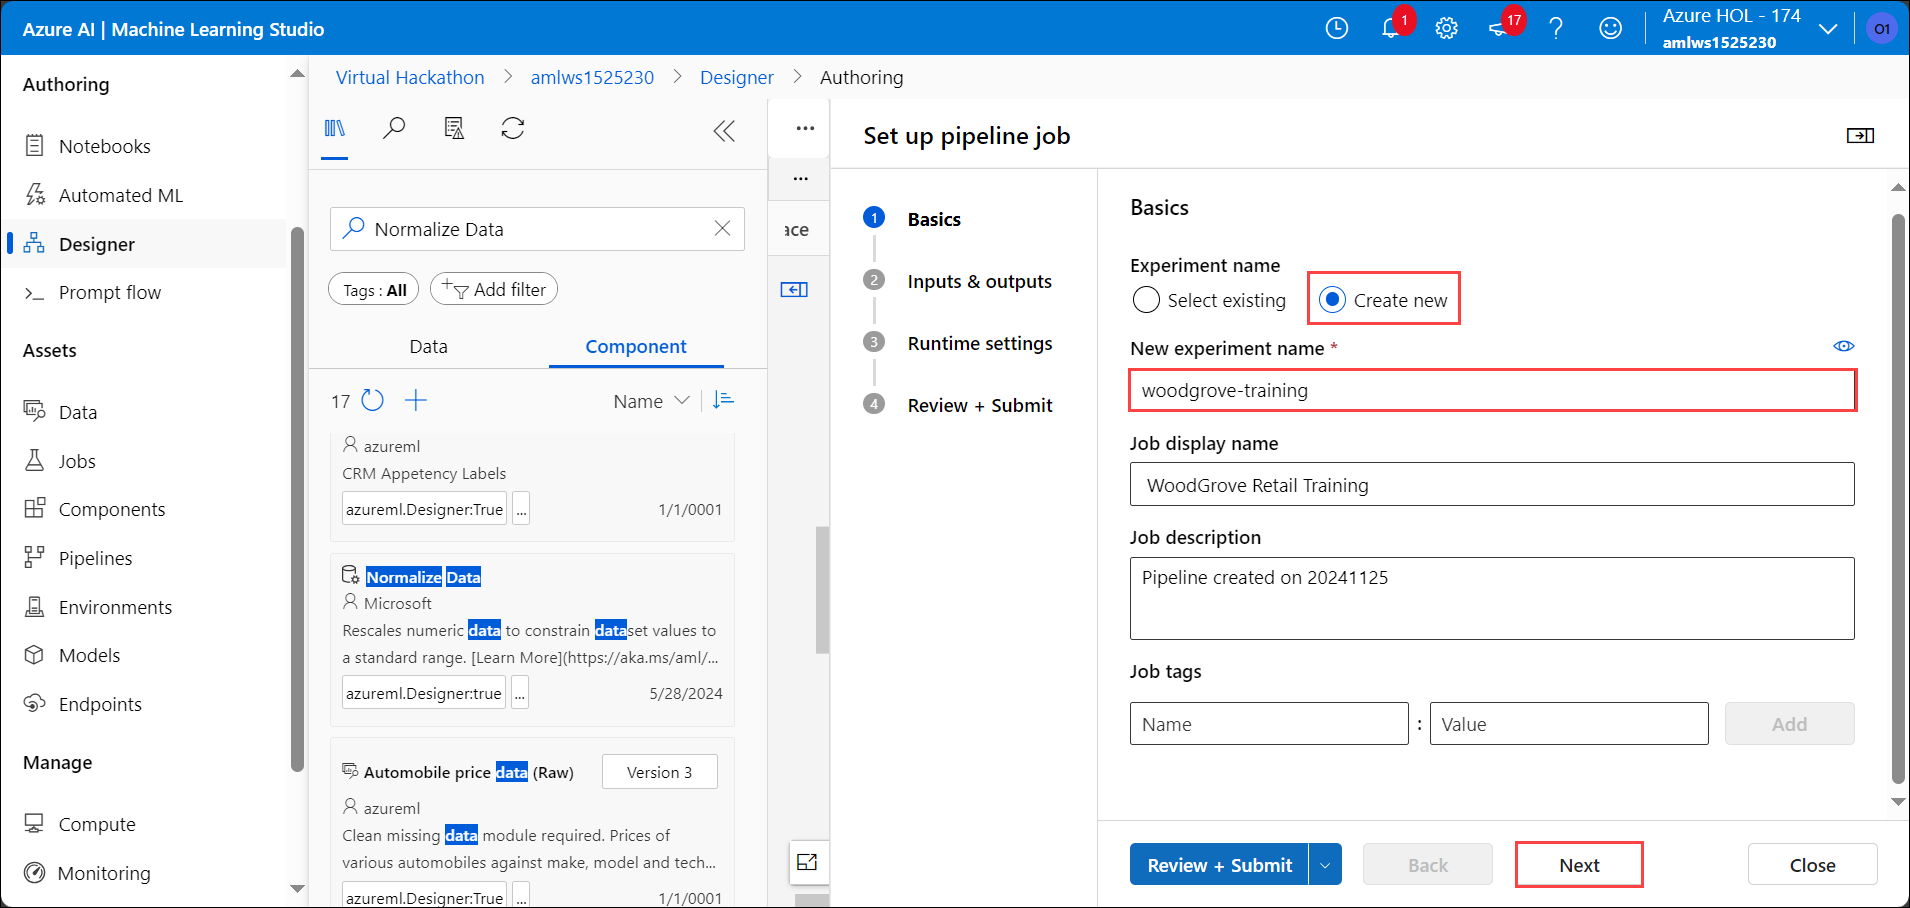 Azure AI | Machine Learning Studio
1
17
Azure HOL - 174
amlws1525230
O1
Authoring
Notebooks
Automated ML
Designer
Prompt flow
Assets
Data
Jobs
Components
Pipelines
Environments
Models
Endpoints
Manage
Compute
Monitoring
Virtual Hackathon > amlws1525230 > Designer > Authoring
Normalize Data
Tags : All
Add filter
Data
Component
17
Name
azureml
CRM Appetency Labels
azureml.Designer:True
...
1/1/0001
Normalize Data
Microsoft
Rescales numeric data to constrain dataset values to
a standard range. [Learn More](https://aka.ms/aml/...
azureml.Designer:true
...
5/28/2024
Automobile price data (Raw)
Version 3
azureml
Clean missing data module required. Prices of
various automobiles against make, model and tech...
azureml.Designer:True
...
1/1/0001
...
...
ace
Set up pipeline job
1 Basics
2 Inputs & outputs
3 Runtime settings
4 Review + Submit
Basics
Experiment name
Select existing
Create new
New experiment name *
woodgrove-training
Job display name
WoodGrove Retail Training
Job description
Pipeline created on 20241125
Job tags
Name : Value
Add
Review + Submit
Back
Next
Close